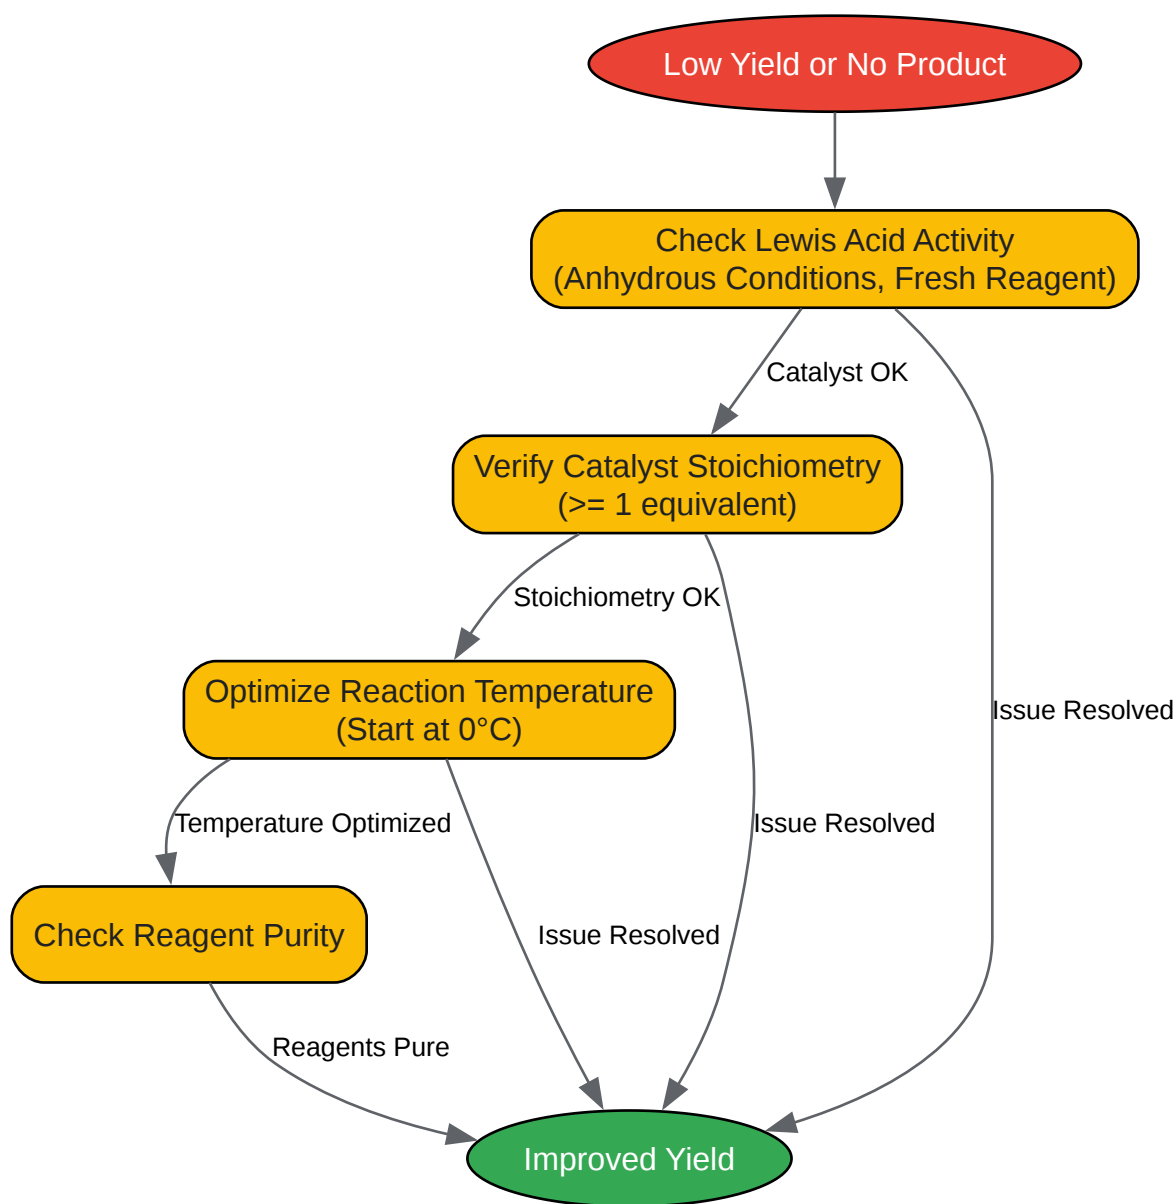 Low Yield or No Product
Check Lewis Acid Activity
(Anhydrous Conditions, Fresh Reagent)
Catalyst OK
Verify Catalyst Stoichiometry
(>= 1 equivalent)
Stoichiometry OK
Optimize Reaction Temperature
(Start at 0°C)
Issue Resolved
Temperature Optimized
Issue Resolved
Check Reagent Purity
Issue Resolved
Reagents Pure
Improved Yield